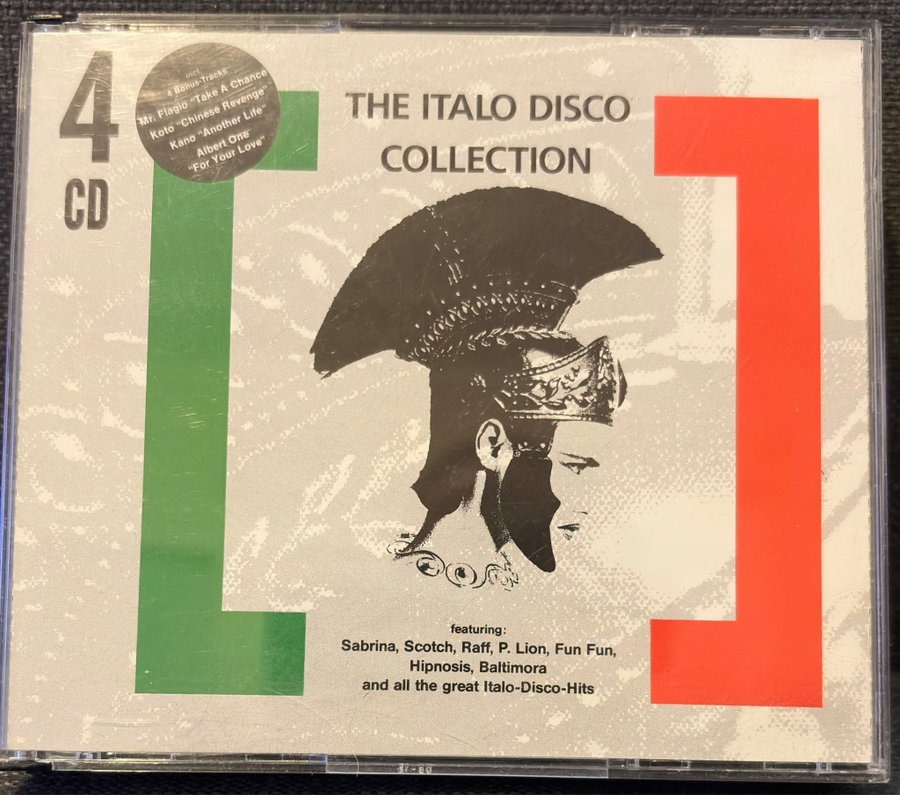 4
CD
incl.
4 Bonus-Tracks
Mr. Flagio "Take A Chance"
Koto "Chinese Revenge"
Kano "Another Life"
Albert One
"For Your Love"
THE ITALO DISCO
COLLECTION
featuring:
Sabrina, Scotch, Raff, P. Lion, Fun Fun,
Hipnosis, Baltimora
and all the great Italo-Disco-Hits